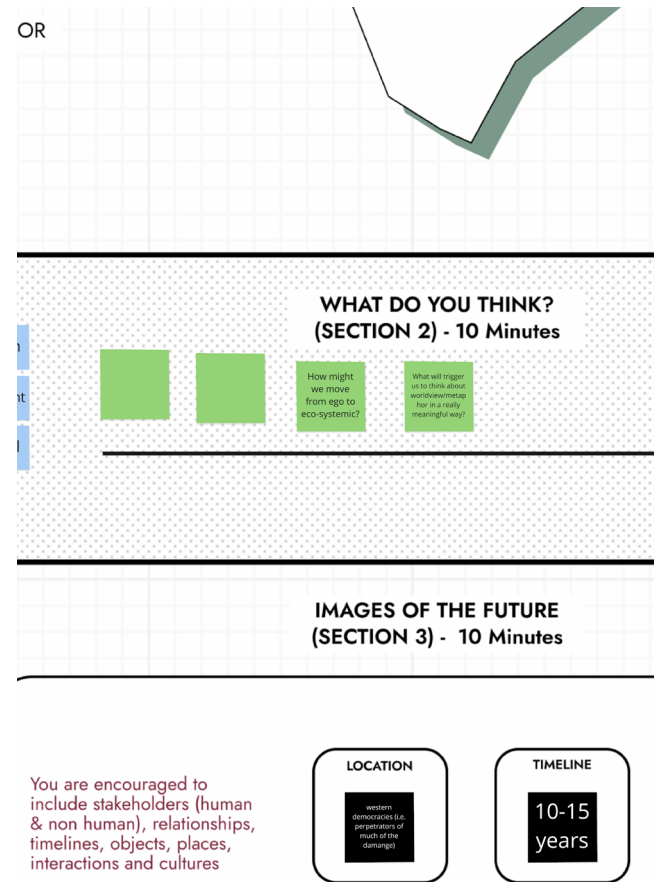 OR
WHAT DO YOU THINK?
(SECTION 2) - 10 Minutes
How might
we move
from ego to
eco-systemic?
What will trigger
us to think about
worldview/metap
hor in a really
meaningful way?
IMAGES OF THE FUTURE
(SECTION 3) - 10 Minutes
You are encouraged to
include stakeholders (human
& non human), relationships,
timelines, objects, places,
interactions and cultures
LOCATION
western
democracies (i.e.
perpetrators of
much of the
damange)
TIMELINE
10-15
years